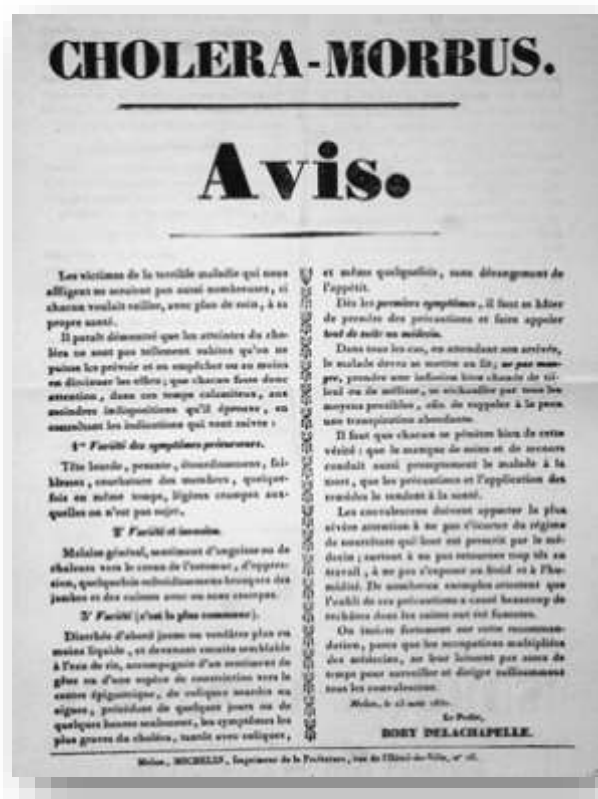 CHOLERA-MORBUS.
Avis.
Les victimes de la terrible maladie qui nous
affligent ne seraient pas aussi nombreuses, si
chacun voulait veiller, avec plus de soin, à sa
propre santé.
Il paraît démontré que les atteintes du cho-
léra ne sont pas tellement subites qu'on ne
puisse les prévoir et en empêcher ou au moins
en diminuer les effets; que chacun fasse donc
attention, dans ces temps calamiteux, aux
moindres indispositions qu'il éprouve, en
consultant les indications qui vont suivre :
1re Variété des symptômes précurseurs.
Tête lourde, pesante, étourdissemens, fai-
blesses, courbature des membres, quelque-
fois en même temps, légères crampes aux-
quelles on n'est pas sujet.
2e Variété et invasion.
Malaise général, sentiment d'angoisse ou de
chaleurs vers le creux de l'estomac, d'oppres-
sion, quelquefois refroidissemens brusques des
jambes et des cuisses avec ou sans crampes.
3e Variété (c'est la plus commune).
Diarrhée d'abord jaune ou verdâtre plus ou
moins liquide, et devenant ensuite semblable
à l'eau de riz, accompagnée d'un sentiment de
gêne ou d'une espèce de constriction vers le
centre épigastrique, de coliques sourdes ou
aigues, précédant de quelques jours ou de
quelques heures seulement, les symptômes les
plus graves du choléra, tantôt avec coliques,
et même quelquefois, sans dérangement de
l'appétit.
Dès les premiers symptômes, il faut se hâter
de prendre des précautions et faire appeler
tout de suite un médecin.
Dans tous les cas, en attendant son arrivée,
le malade devra se mettre au lit; ne pas man-
ger, prendre une infusion bien chaude de til-
leul ou de mélisse, se réchauffer par tous les
moyens possibles, afin de rappeler à la peau
une transpiration abondante.
Il faut que chacun se pénètre bien de cette
vérité : que le manque de soins et de secours
conduit aussi promptement le malade à la
mort, que les précautions et l'application des
remèdes le rendent à la santé.
Les convalescens doivent apporter la plus
sévère attention à ne pas s'écarter du régime
de nourriture qui leur est prescrit par le mé-
decin; surtout à ne pas retourner trop tôt au
travail, à ne pas s'exposer au froid et à l'hu-
midité. De nombreux exemples attestent que
l'oubli de ces précautions a causé beaucoup de
rechûtes dont les suites ont été funestes.
On insiste fortement sur cette recomman-
dation, parce que les occupations multipliées
des médecins, ne leur laissent pas assez de
temps pour surveiller et diriger suffisamment
tous les convalescens.
Melun, le
Le Préfet,
BORY DELACHAPELLE.
Melun, MICHELIN, Imprimeur de la Préfecture, rue de l'Hôtel-de-Ville, n°